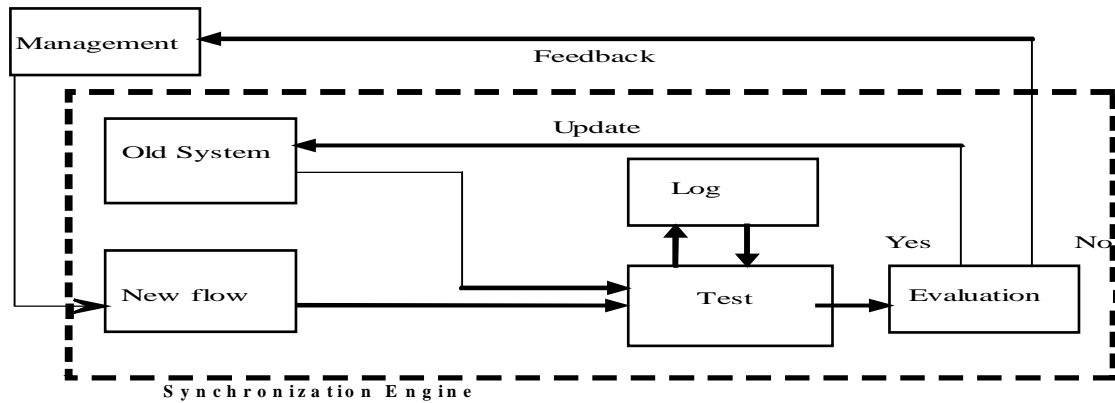 Management
Feedback
Update
Old System
Log
Yes
No
New flow
Test
Evaluation
Synchronization Engine